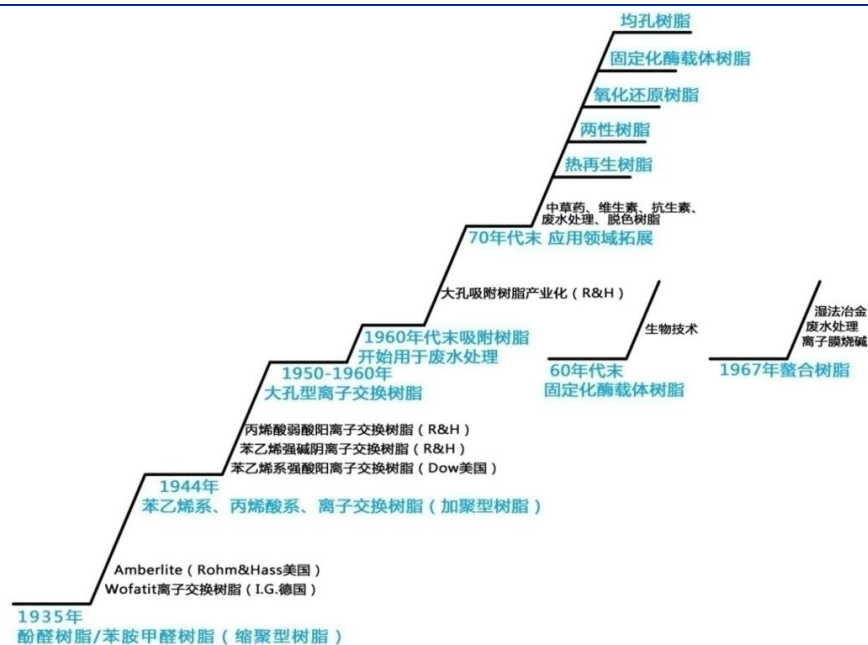 均孔树脂
固定化酶载体树脂
氧化还原树脂
两性树脂
热再生树脂
中草药、维生素、抗生素、
废水处理、脱色树脂
70年代末 应用领域拓展
大孔吸附树脂产业化（R&H）
1960年代末吸附树脂
开始用于废水处理
生物技术
60年代末
固定化酶载体树脂
湿法冶金
废水处理
离子膜烧碱
1967年螯合树脂
1950-1960年
大孔型离子交换树脂
丙烯酸弱酸阳离子交换树脂（R&H）
苯乙烯强碱阴离子交换树脂（R&H）
苯乙烯系强酸阳离子交换树脂（Dow美国）
1944年
苯乙烯系、丙烯酸系、离子交换树脂（加聚型树脂）
Amberlite（Rohm&Hass美国）
Wofatit离子交换树脂（I.G.德国）
1935年
酚醛树脂/苯胺甲醛树脂（缩聚型树脂）